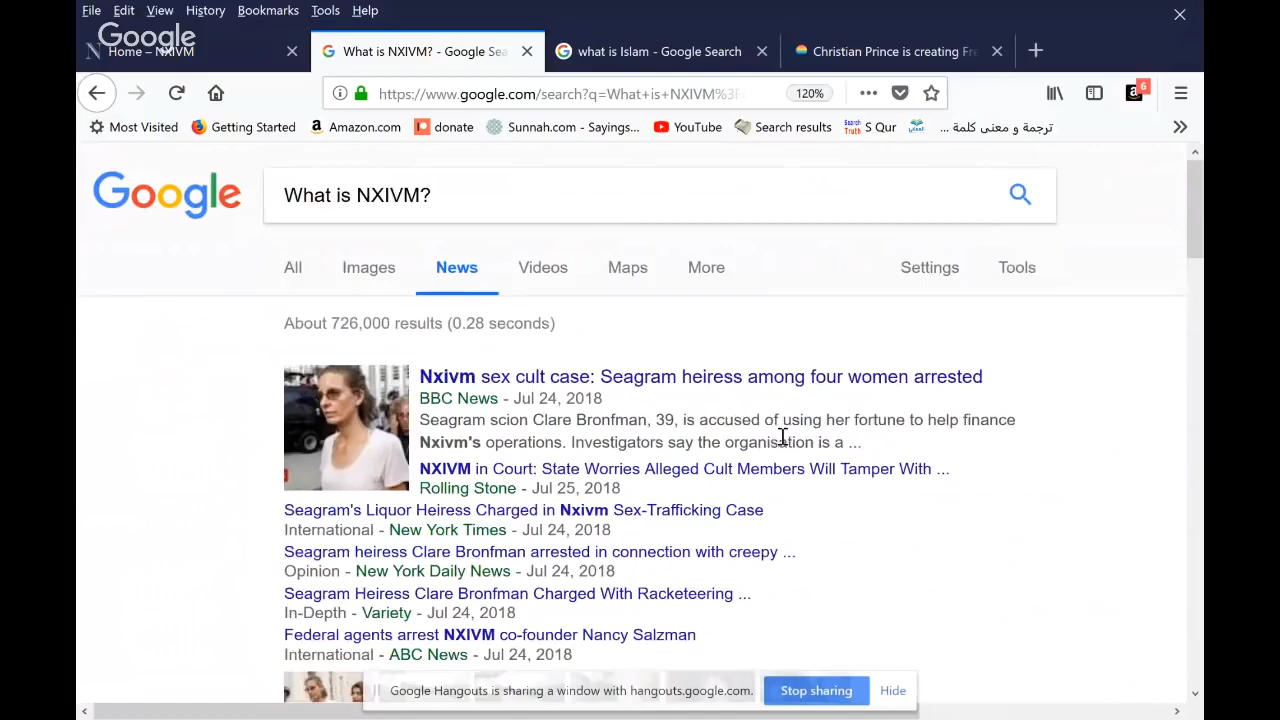 File Edit View History Bookmarks Tools Help
Google
N Home – NXIVM
What is NXIVM? - Google Sea
what is Islam - Google Search
Christian Prince is creating Fre
https://www.google.com/search?q=What+is+NXIVM%3F 120% 6
Most Visited Getting Started Amazon.com donate Sunnah.com - Sayings... YouTube Search results Search Truth S Qur ترجمة و معنى كلمة ...
Google What is NXIVM?
All Images News Videos Maps More Settings Tools
About 726,000 results (0.28 seconds)
Nxivm sex cult case: Seagram heiress among four women arrested
BBC News - Jul 24, 2018
Seagram scion Clare Bronfman, 39, is accused of using her fortune to help finance
Nxivm's operations. Investigators say the organisation is a ...
NXIVM in Court: State Worries Alleged Cult Members Will Tamper With ...
Rolling Stone - Jul 25, 2018
Seagram's Liquor Heiress Charged in Nxivm Sex-Trafficking Case
International - New York Times - Jul 24, 2018
Seagram heiress Clare Bronfman arrested in connection with creepy ...
Opinion - New York Daily News - Jul 24, 2018
Seagram Heiress Clare Bronfman Charged With Racketeering ...
In-Depth - Variety - Jul 24, 2018
Federal agents arrest NXIVM co-founder Nancy Salzman
International - ABC News - Jul 24, 2018
Google Hangouts is sharing a window with hangouts.google.com. Stop sharing Hide